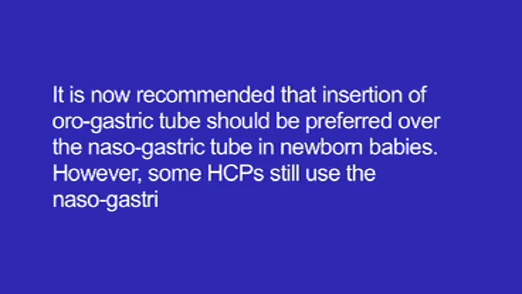 It is now recommended that insertion of
oro-gastric tube should be preferred over
the naso-gastric tube in newborn babies.
However, some HCPs still use the
naso-gastri